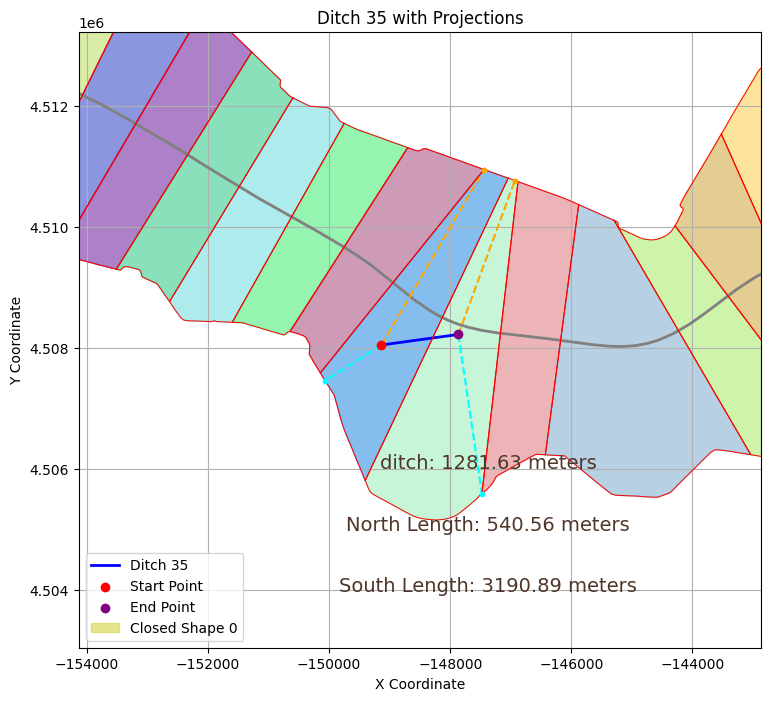 Ditch 35 with Projections
1e6
4.512
4.510
4.508
4.506
4.504
Y Coordinate
ditch: 1281.63 meters
North Length: 540.56 meters
South Length: 3190.89 meters
Ditch 35
Start Point
End Point
Closed Shape 0
−154000
−152000
−150000
−148000
−146000
−144000
X Coordinate